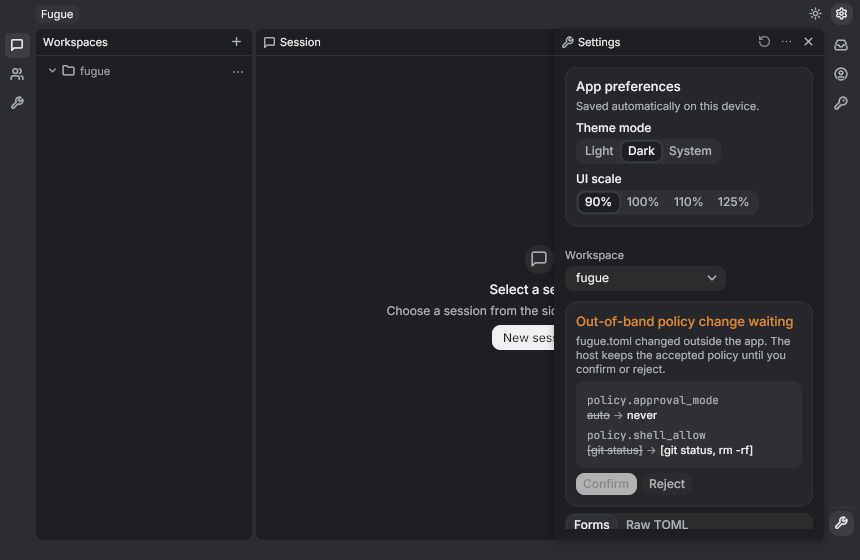 Fugue
Workspaces
fugue
Session
Select a se
Choose a session from the sid
New sess
Settings
App preferences
Saved automatically on this device.
Theme mode
Light Dark System
UI scale
90% 100% 110% 125%
Workspace
fugue
Out-of-band policy change waiting
fugue.toml changed outside the app. The
host keeps the accepted policy until you
confirm or reject.
policy.approval_mode
auto → never
policy.shell_allow
[git status] → [git status, rm -rf]
Confirm Reject
Forms Raw TOML